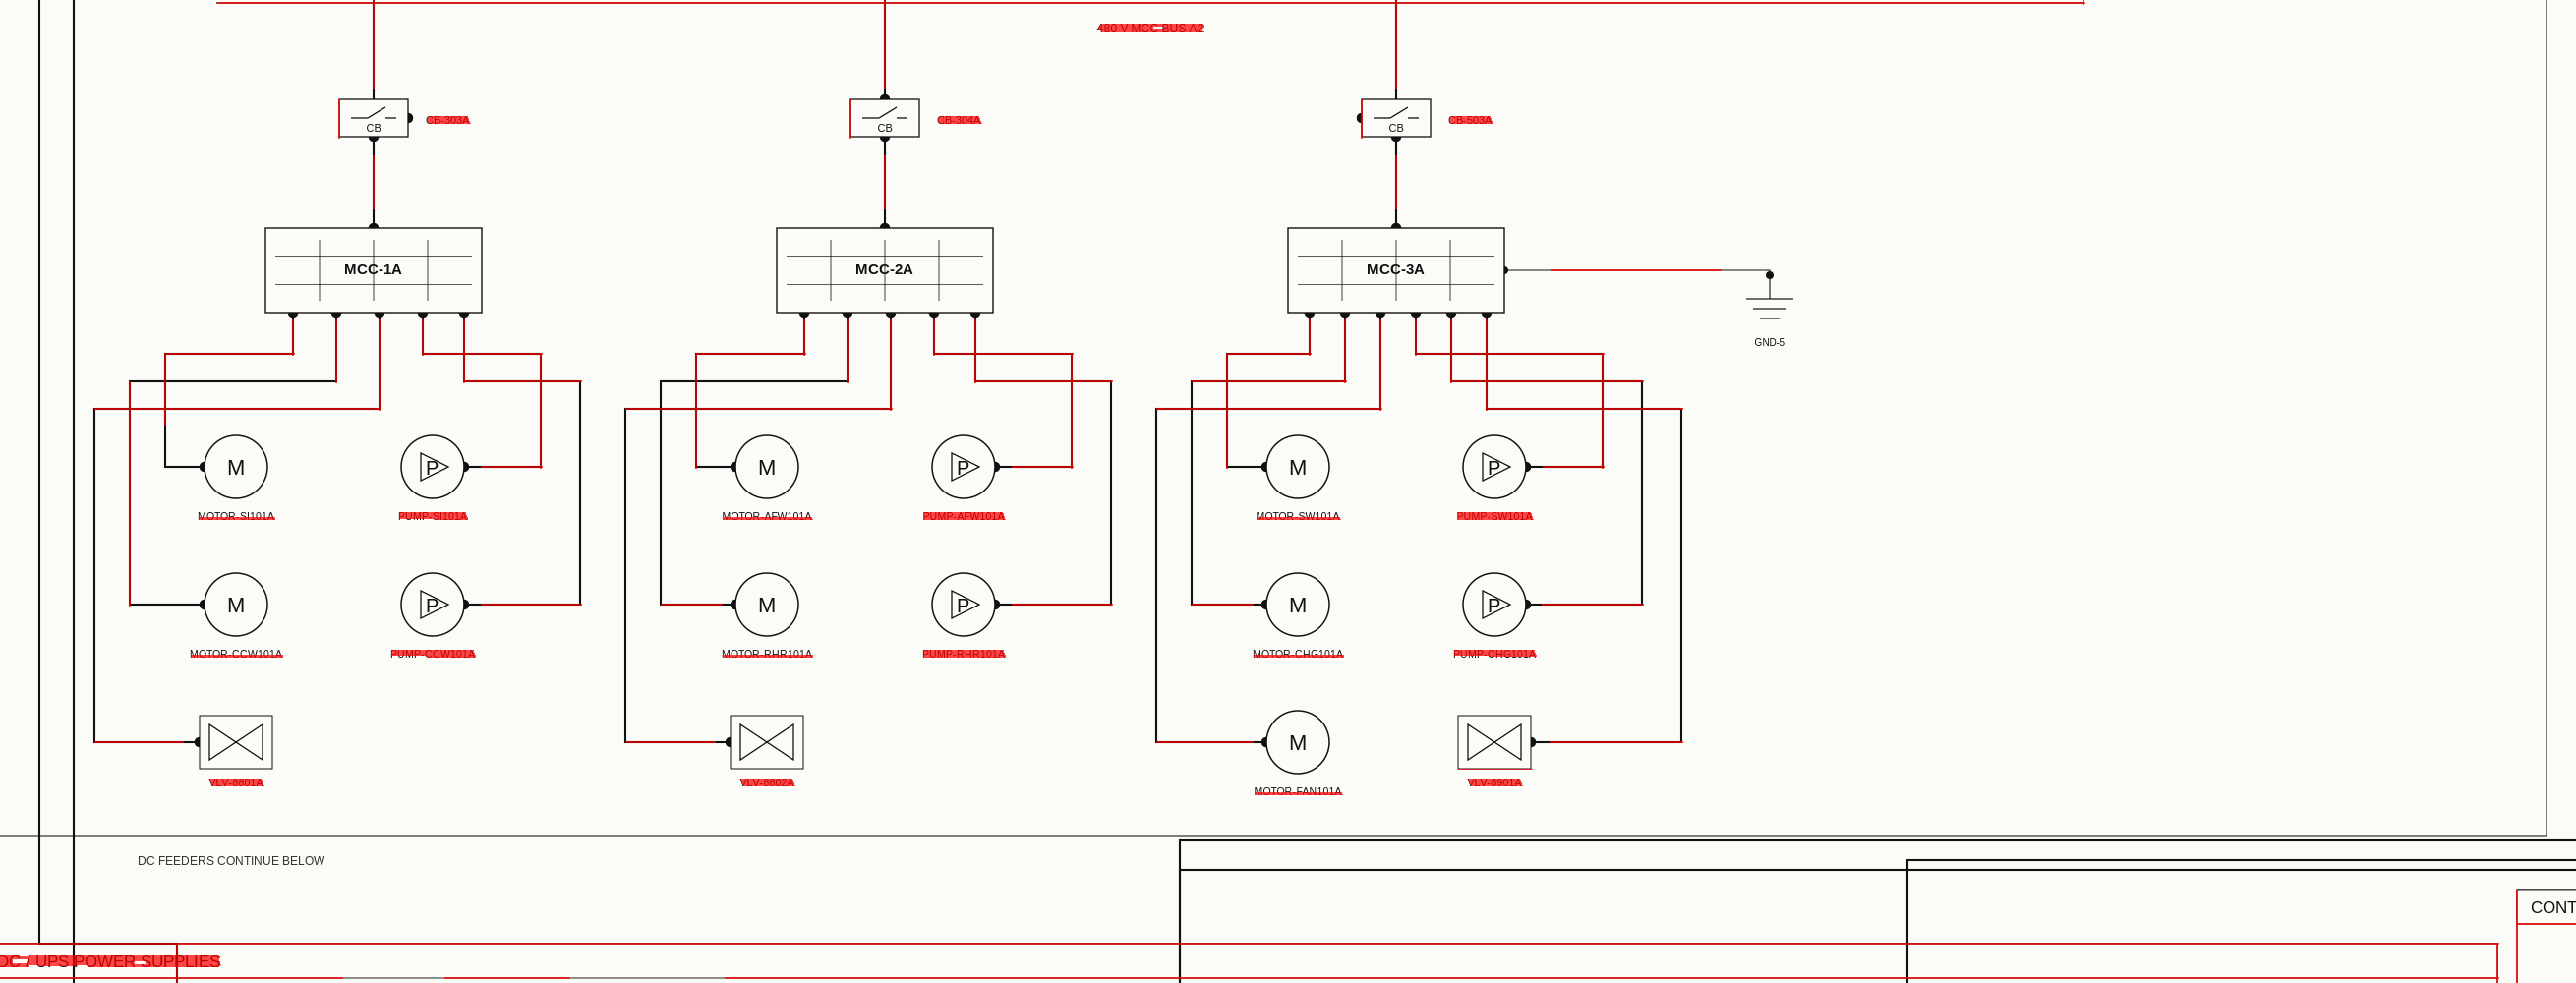 480 V MCC BUS A2
CB CB-303A CB CB-304A CB CB-503A
MCC-1A MCC-2A MCC-3A
GND-5
M P M P M P
MOTOR-SI101A PUMP-SI101A MOTOR-AFW101A PUMP-AFW101A MOTOR-SW101A PUMP-SW101A
M P M P M P
MOTOR-CCW101A PUMP-CCW101A MOTOR-RHR101A PUMP-RHR101A MOTOR-CHG101A PUMP-CHG101A
M
VLV-8801A VLV-8802A MOTOR-FAN101A VLV-8901A
DC FEEDERS CONTINUE BELOW
CONT
DC / UPS POWER SUPPLIES